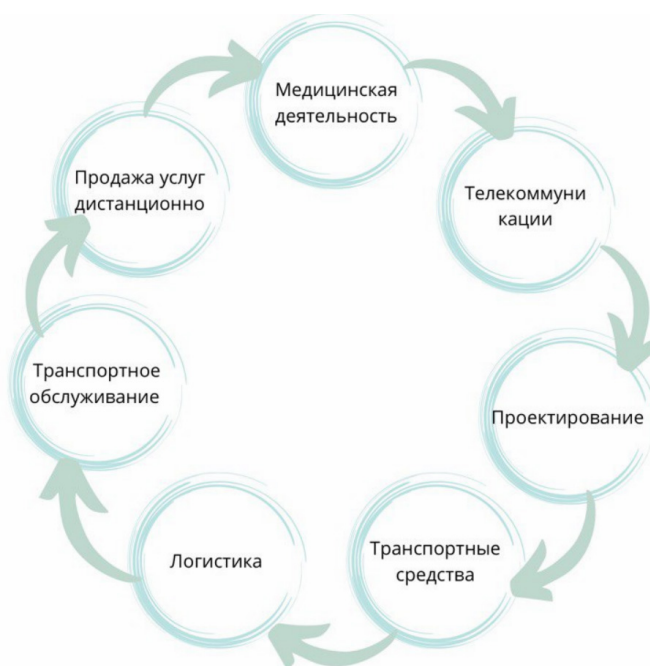 Медицинская
деятельность
Телекоммуни
кации
Проектирование
Транспортные
средства
Логистика
Транспортное
обслуживание
Продажа услуг
дистанционно